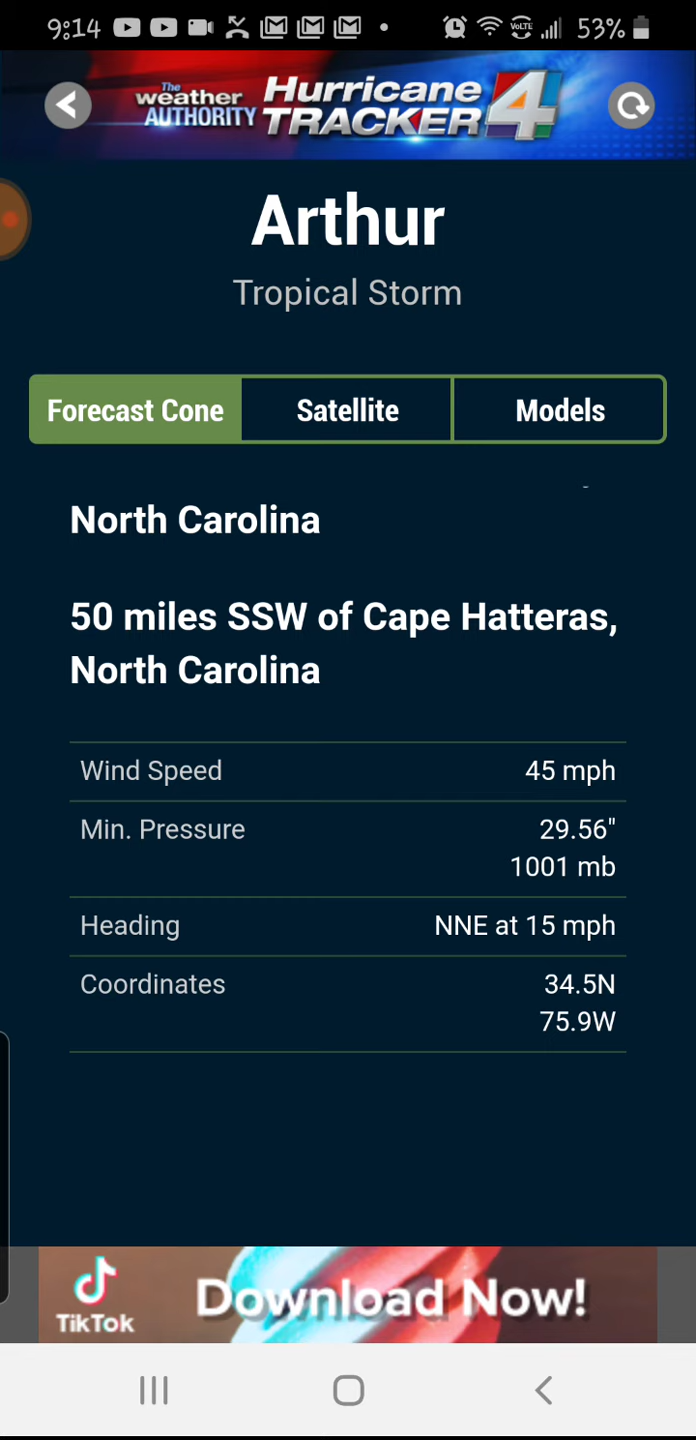 9:14 VoLTE 53%
The
weather
AUTHORITY
Hurricane
TRACKER 4
Arthur
Tropical Storm
Forecast Cone Satellite Models
North Carolina
50 miles SSW of Cape Hatteras,
North Carolina
Wind Speed 45 mph
Min. Pressure 29.56"
1001 mb
Heading NNE at 15 mph
Coordinates 34.5N
75.9W
TikTok Download Now!